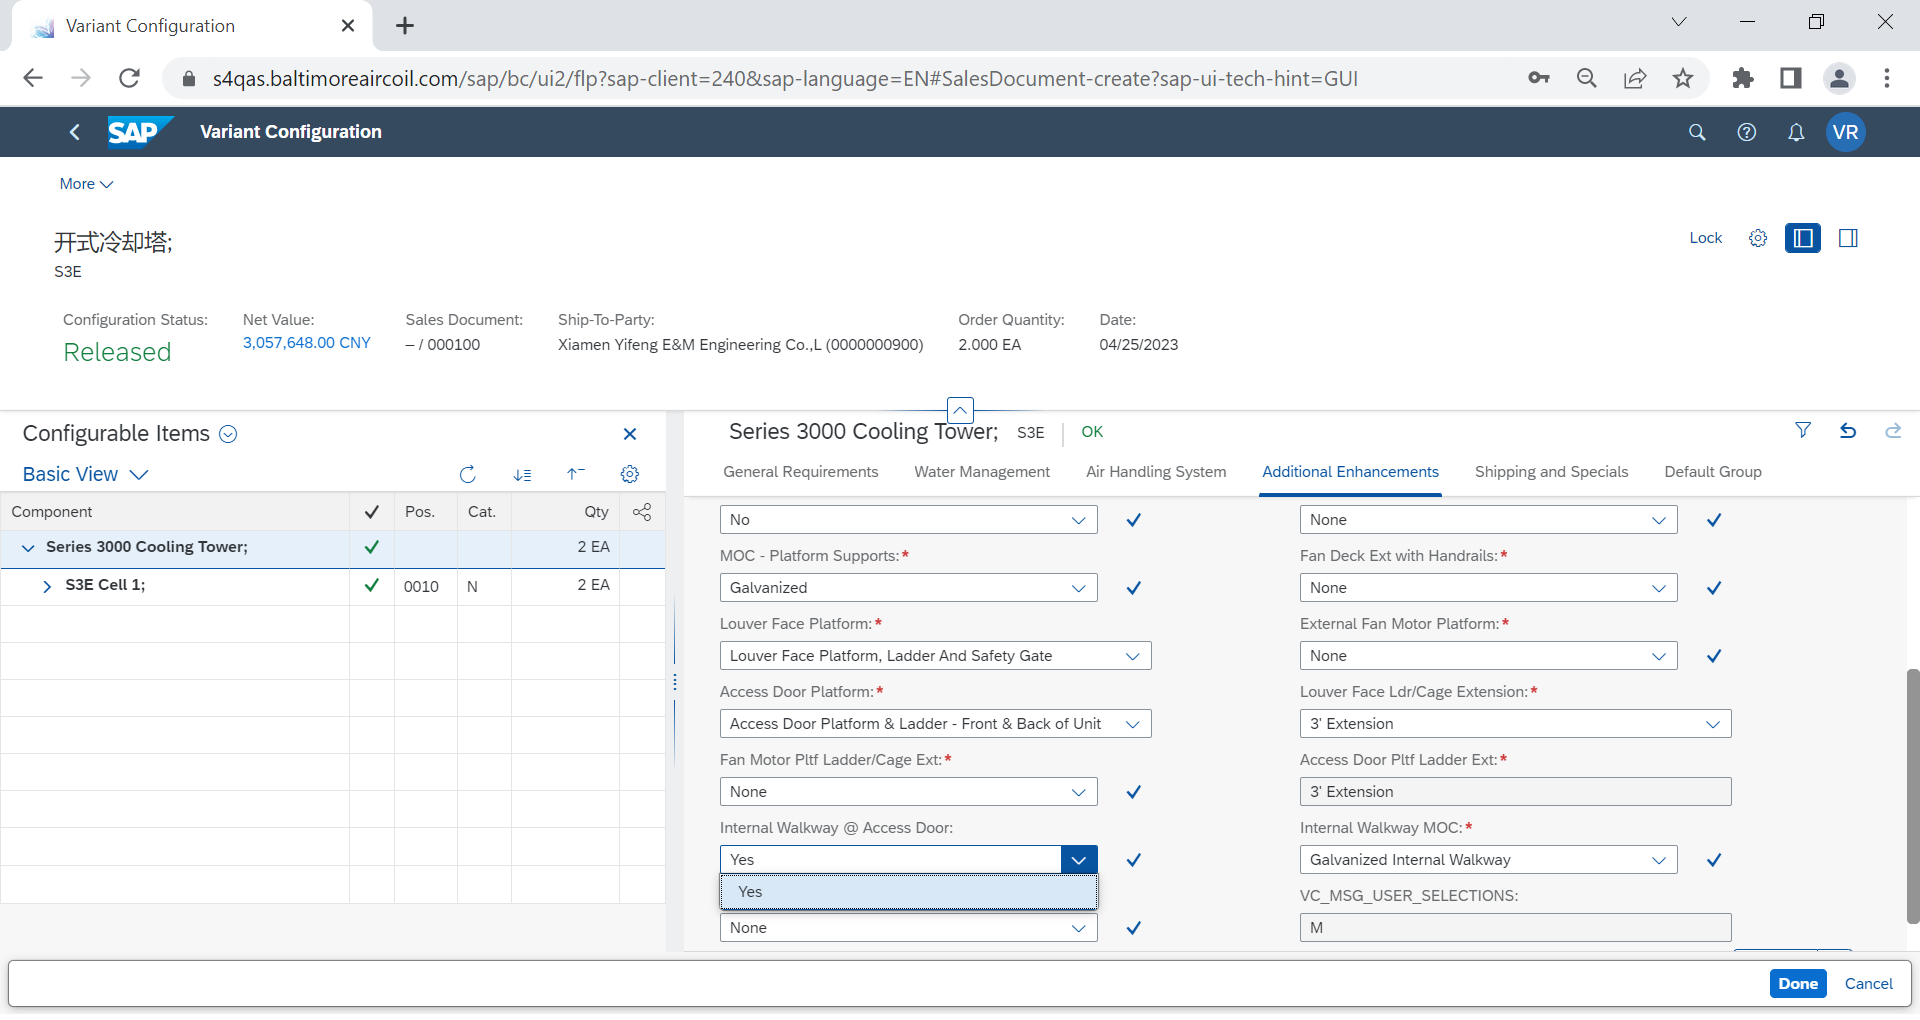 Variant Configuration
s4qas.baltimoreaircoil.com/sap/bc/ui2/flp?sap-client=240&sap-language=EN#SalesDocument-create?sap-ui-tech-hint=GUI
SAP Variant Configuration VR
More
开式冷却塔;
S3E
Lock
Configuration Status: Net Value: Sales Document: Ship-To-Party: Order Quantity: Date:
Released 3,057,648.00 CNY – / 000100 Xiamen Yifeng E&M Engineering Co.,L (0000000900) 2.000 EA 04/25/2023
Configurable Items
Basic View
Component Pos. Cat. Qty
Series 3000 Cooling Tower; 2 EA
S3E Cell 1; 0010 N 2 EA
Series 3000 Cooling Tower; S3E OK
General Requirements Water Management Air Handling System Additional Enhancements Shipping and Specials Default Group
No None
MOC - Platform Supports:* Fan Deck Ext with Handrails:*
Galvanized None
Louver Face Platform:* External Fan Motor Platform:*
Louver Face Platform, Ladder And Safety Gate None
Access Door Platform:* Louver Face Ldr/Cage Extension:*
Access Door Platform & Ladder - Front & Back of Unit 3' Extension
Fan Motor Pltf Ladder/Cage Ext:* Access Door Pltf Ladder Ext:*
None 3' Extension
Internal Walkway @ Access Door: Internal Walkway MOC:*
Yes Galvanized Internal Walkway
Yes VC_MSG_USER_SELECTIONS:
None M
Done Cancel